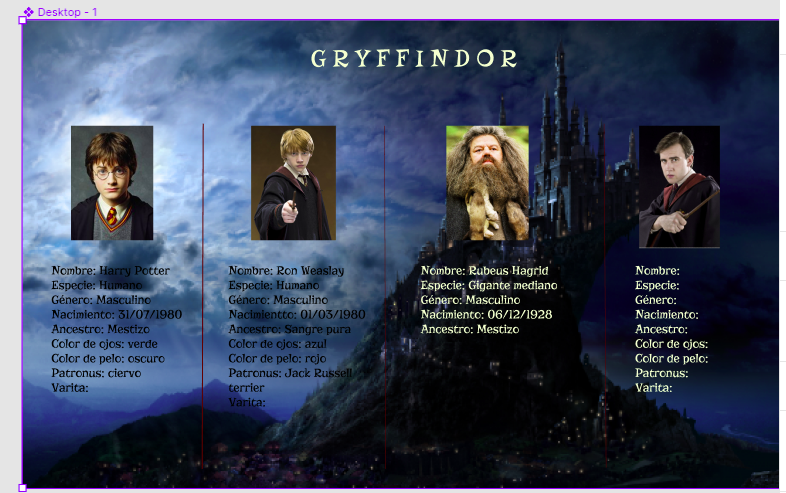 Desktop - 1
GRYFFINDOR
Nombre: Harry Potter
Especie: Humano
Género: Masculino
Nacimiento: 31/07/1980
Ancestro: Mestizo
Color de ojos: verde
Color de pelo: oscuro
Patronus: ciervo
Varita:
Nombre: Ron Weaslay
Especie: Humano
Género: Masculino
Nacimientto: 01/03/1980
Ancestro: Sangre pura
Color de ojos: azul
Color de pelo: rojo
Patronus: Jack Russell
terrier
Varita:
Nombre: Rubeus Hagrid
Especie: Gigante mediano
Género: Masculino
Nacimiento: 06/12/1928
Ancestro: Mestizo
Nombre:
Especie:
Género:
Nacimiento:
Ancestro:
Color de ojos:
Color de pelo:
Patronus:
Varita: